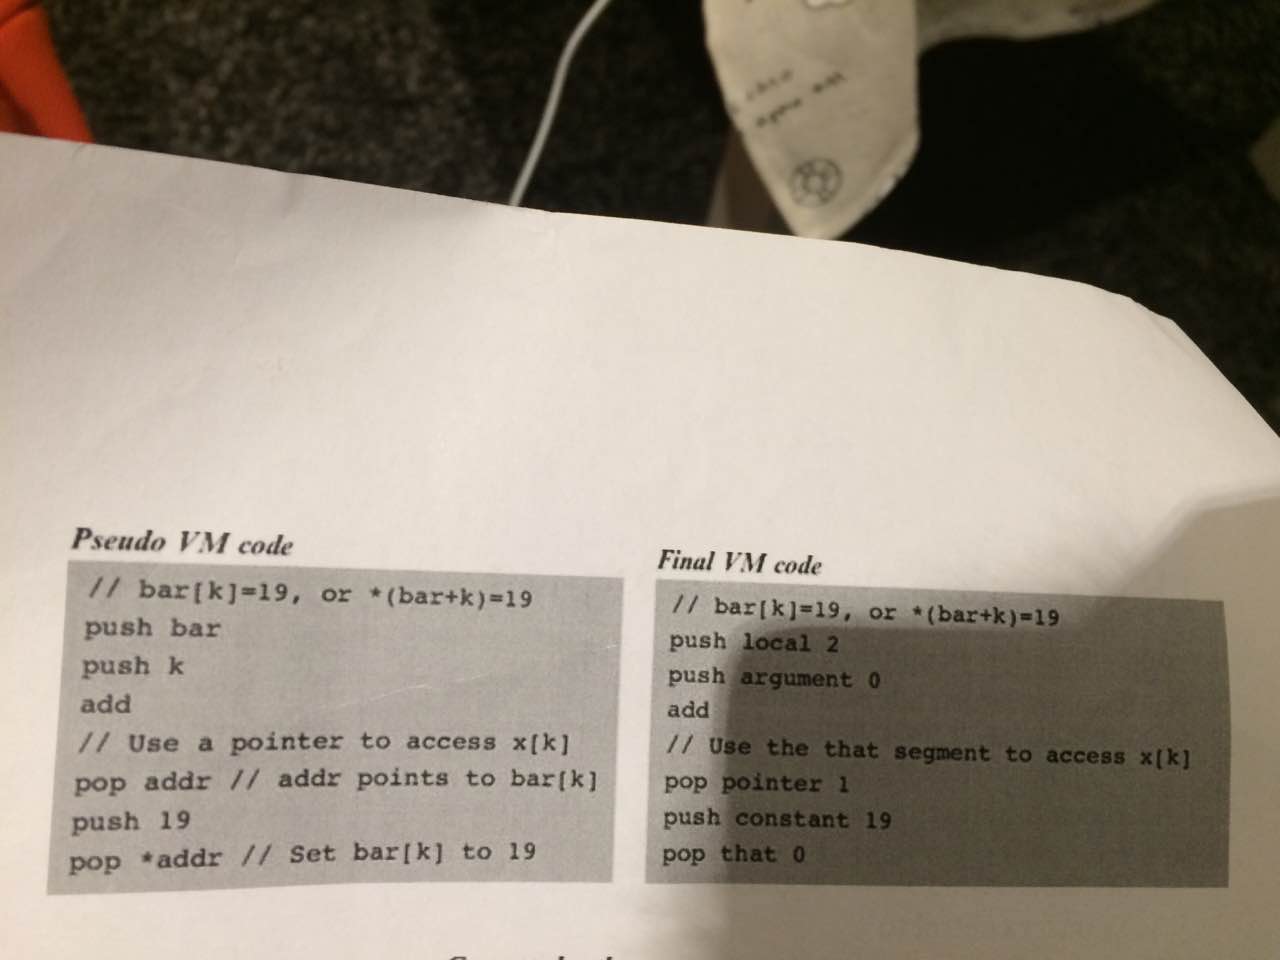 Pseudo VM code
// bar[k]=19, or *(bar+k)=19
push bar
push k
add
// Use a pointer to access x[k]
pop addr // addr points to bar[k]
push 19
pop *addr // Set bar[k] to 19
Final VM code
// bar[k]=19, or *(bar+k)=19
push local 2
push argument 0
add
// Use the that segment to access x[k]
pop pointer 1
push constant 19
pop that 0